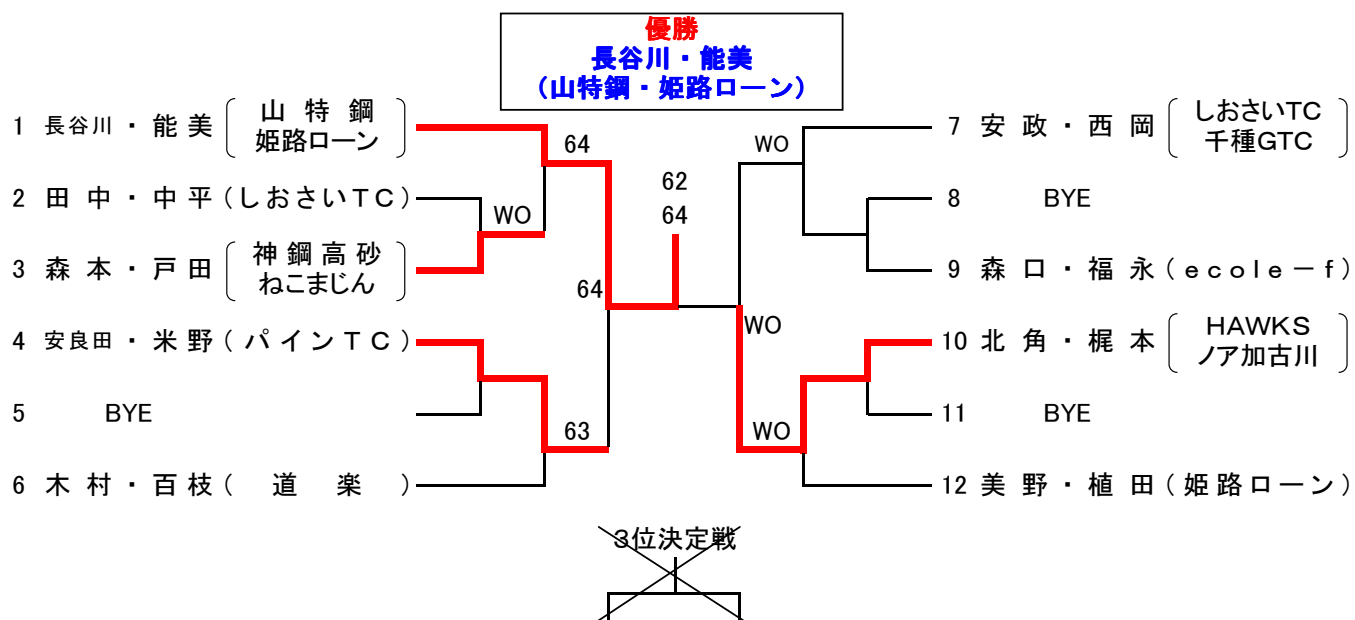 優勝
長谷川・能美
(山特鋼・姫路ローン)
1 長谷川・能美 山特鋼
姫路ローン
2 田中・中平(しおさいTC)
3 森本・戸田 神鋼高砂
ねこまじん
4 安良田・米野(パインTC)
5 BYE
6 木村・百枝(道楽)
64
WO
64
63
62
64
WO
WO
WO
7 安政・西岡 しおさいTC
千種GTC
8 BYE
9 森口・福永(ecole-f)
10 北角・梶本 HAWKS
ノア加古川
11 BYE
12 美野・植田(姫路ローン)
3位決定戦